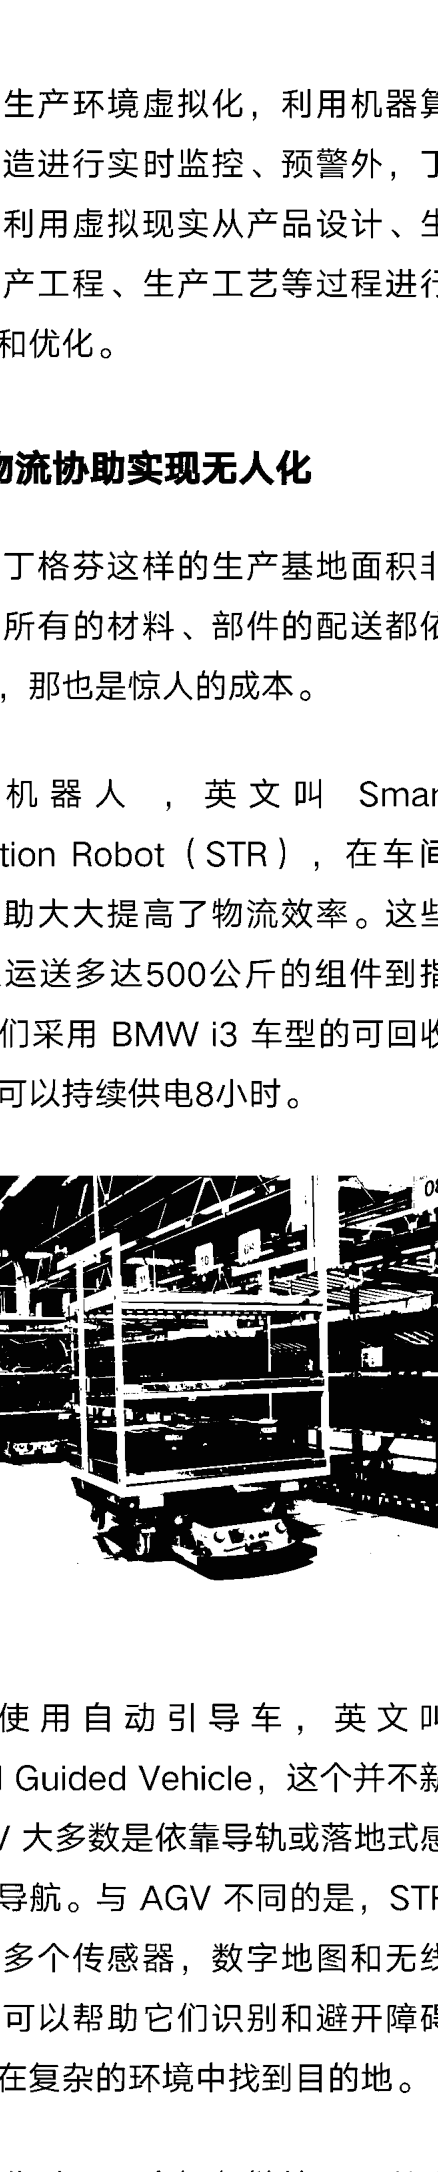 生产环境虚拟化，利用机器算
造进行实时监控、预警外，丁
利用虚拟现实从产品设计、生
产工程、生产工艺等过程进行
和优化。
物流协助实现无人化
丁格芬这样的生产基地面积非
所有的材料、部件的配送都依
，那也是惊人的成本。
机器人，英文叫 Smar
tion Robot（STR），在车间
助大大提高了物流效率。这些
运送多达500公斤的组件到指
们采用 BMW i3 车型的可回收
可以持续供电8小时。
08
使用自动引导车，英文叫
Guided Vehicle，这个并不新
V 大多数是依靠导轨或落地式感
导航。与 AGV 不同的是，STR
多个传感器，数字地图和无线
可以帮助它们识别和避开障碍
在复杂的环境中找到目的地。